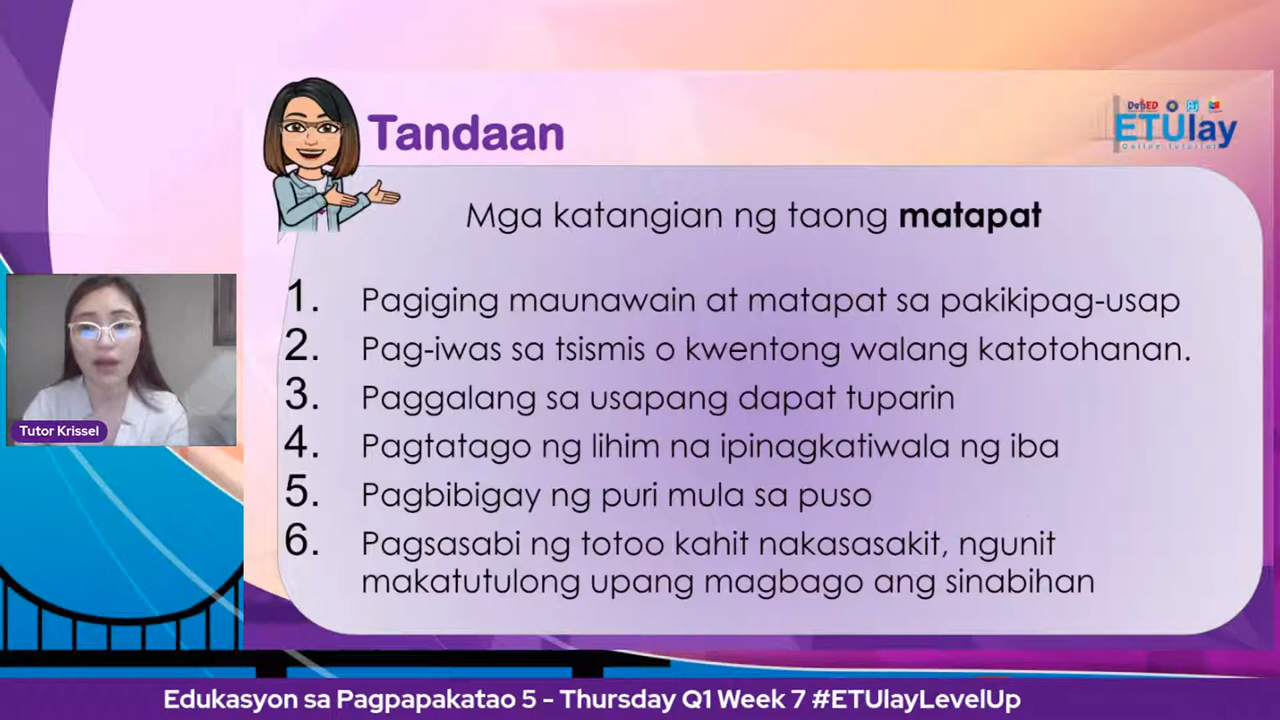 Tandaan
DepED
ETUlay
Online Tutorial
Mga katangian ng taong matapat
1. Pagiging maunawain at matapat sa pakikipag-usap
2. Pag-iwas sa tsismis o kwentong walang katotohanan.
3. Paggalang sa usapang dapat tuparin
4. Pagtatago ng lihim na ipinagkatiwala ng iba
5. Pagbibigay ng puri mula sa puso
6. Pagsasabi ng totoo kahit nakasasakit, ngunit
makatutulong upang magbago ang sinabihan
Tutor Krissel
Edukasyon sa Pagpapakatao 5 - Thursday Q1 Week 7 #ETUlayLevelUp